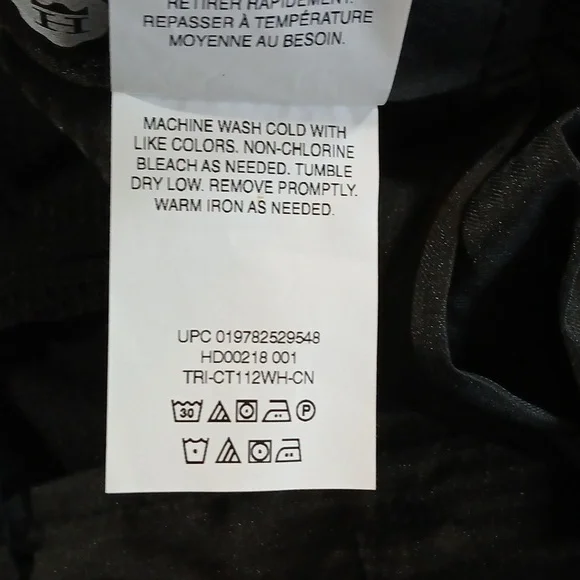 H
RETIRER RAPIDEMENT.
REPASSER À TEMPÉRATURE
MOYENNE AU BESOIN.
MACHINE WASH COLD WITH
LIKE COLORS. NON-CHLORINE
BLEACH AS NEEDED. TUMBLE
DRY LOW. REMOVE PROMPTLY.
WARM IRON AS NEEDED.
UPC 019782529548
HD00218 001
TRI-CT112WH-CN
30 P